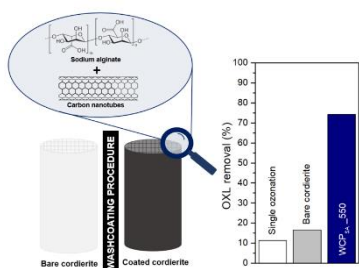 Sodium alginate
+
Carbon nanotubes
WASHCOATING PROCEDURE
Bare cordierite
Coated cordierite
OXL removal (%)
100
90
80
70
60
50
40
30
20
10
0
Single ozonation
Bare cordierite
WCP_SA_550